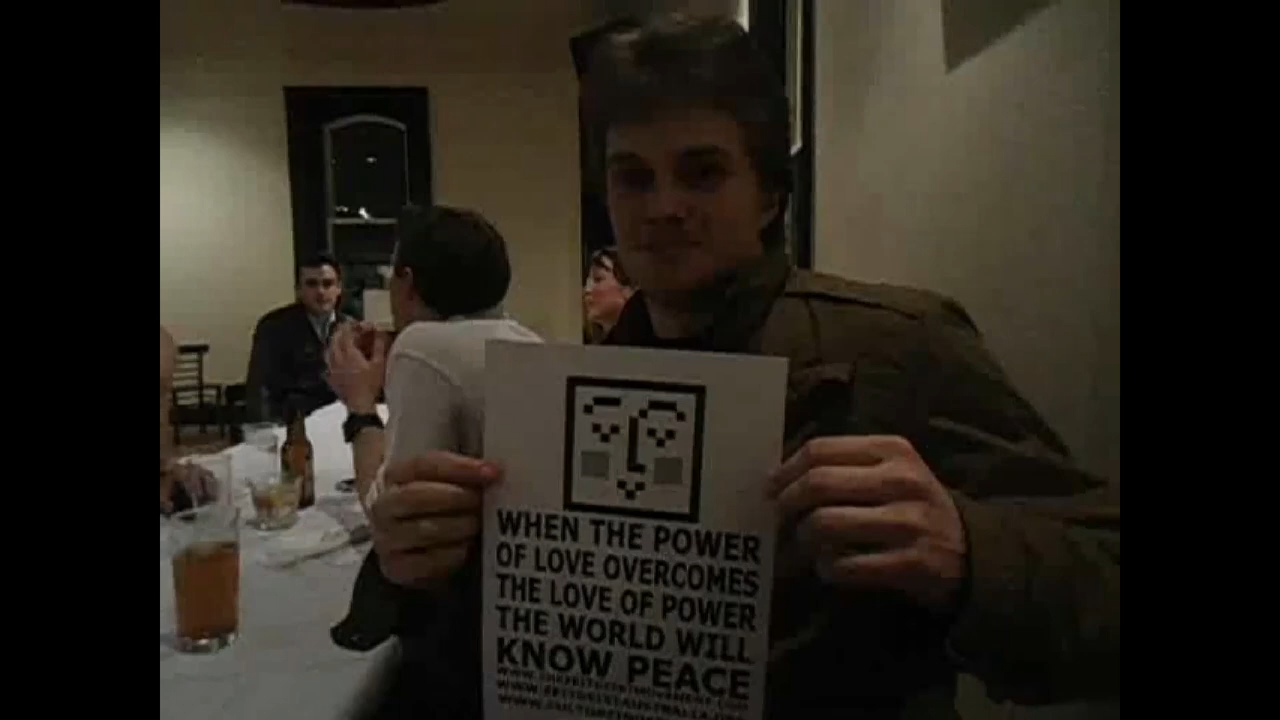 WHEN THE POWER
OF LOVE OVERCOMES
THE LOVE OF POWER
THE WORLD WILL
KNOW PEACE